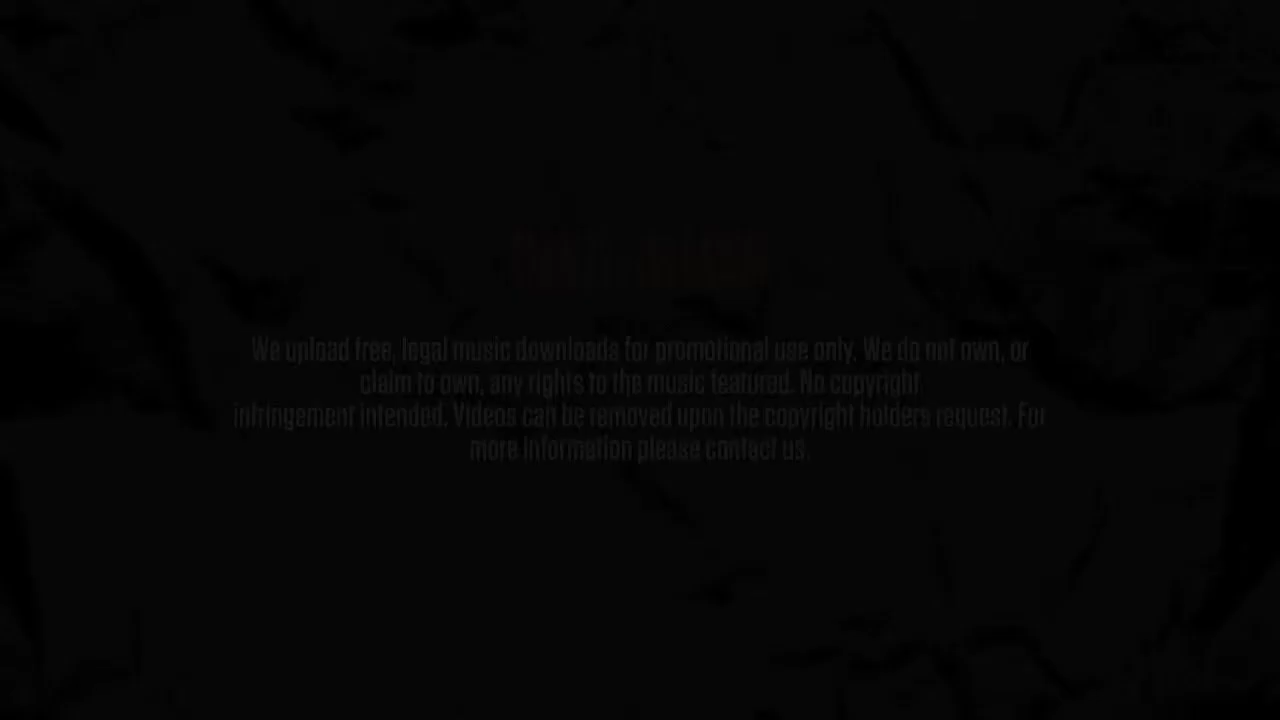 We upload free, legal music downloads for promotional use only. We do not own, or
claim to own, any rights to the music featured. No copyright
infringement intended. Videos can be removed upon the copyright holders request. For
more information please contact us.